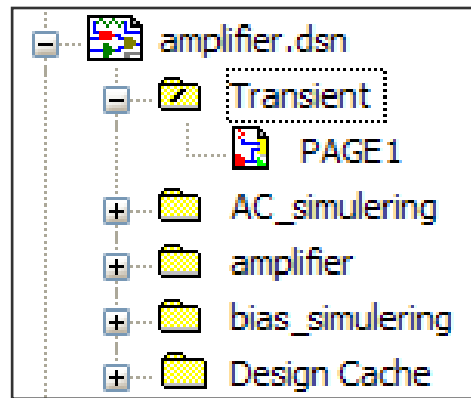 amplifier.dsn
Transient
PAGE1
AC_simulering
amplifier
bias_simulering
Design Cache